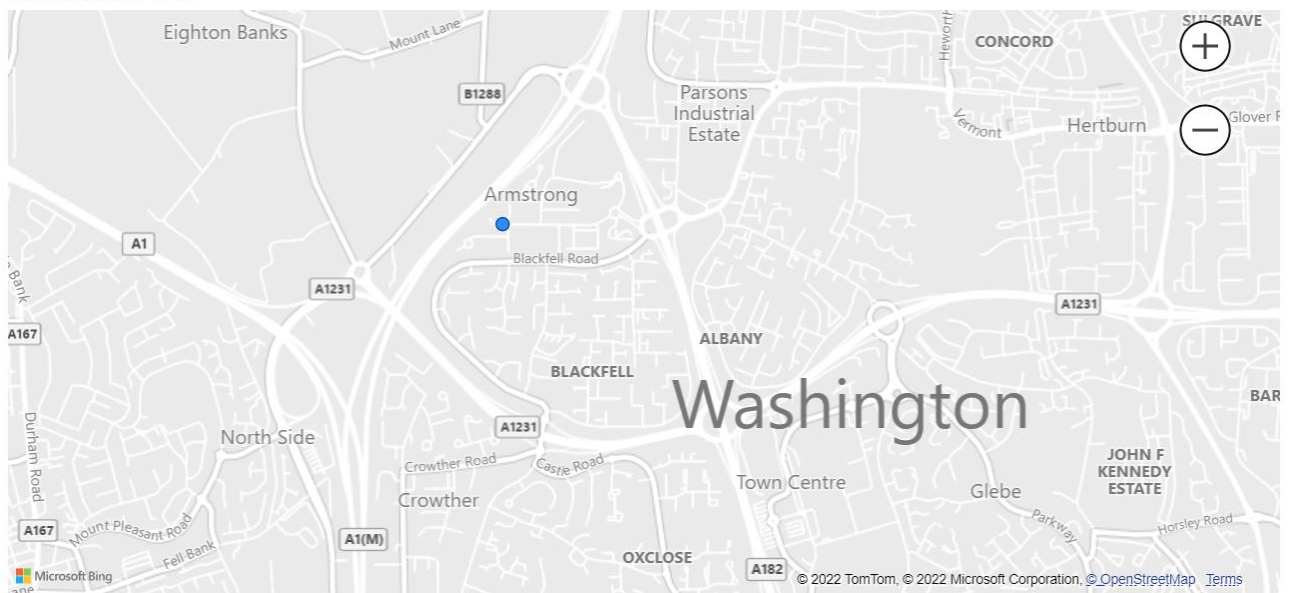 SULGRAVE
Eighton Banks
Mount Lane
Heworth
CONCORD
B1288
Parsons
Industrial
Estate
Vermont
Hertburn
Glover R
Armstrong
A1
Blackfell Road
Bank
A1231
A1231
A167
ALBANY
BLACKFELL
Washington
BAR
Durham Road
North Side
A1231
Crowther Road
Castle Road
JOHN F
KENNEDY
ESTATE
Town Centre
Crowther
Glebe
A167
Mount Pleasant Road
Parkway
Horsley Road
A1(M)
Fell Bank
OXCLOSE
A182
Microsoft Bing
© 2022 TomTom, © 2022 Microsoft Corporation, © OpenStreetMap Terms
ane